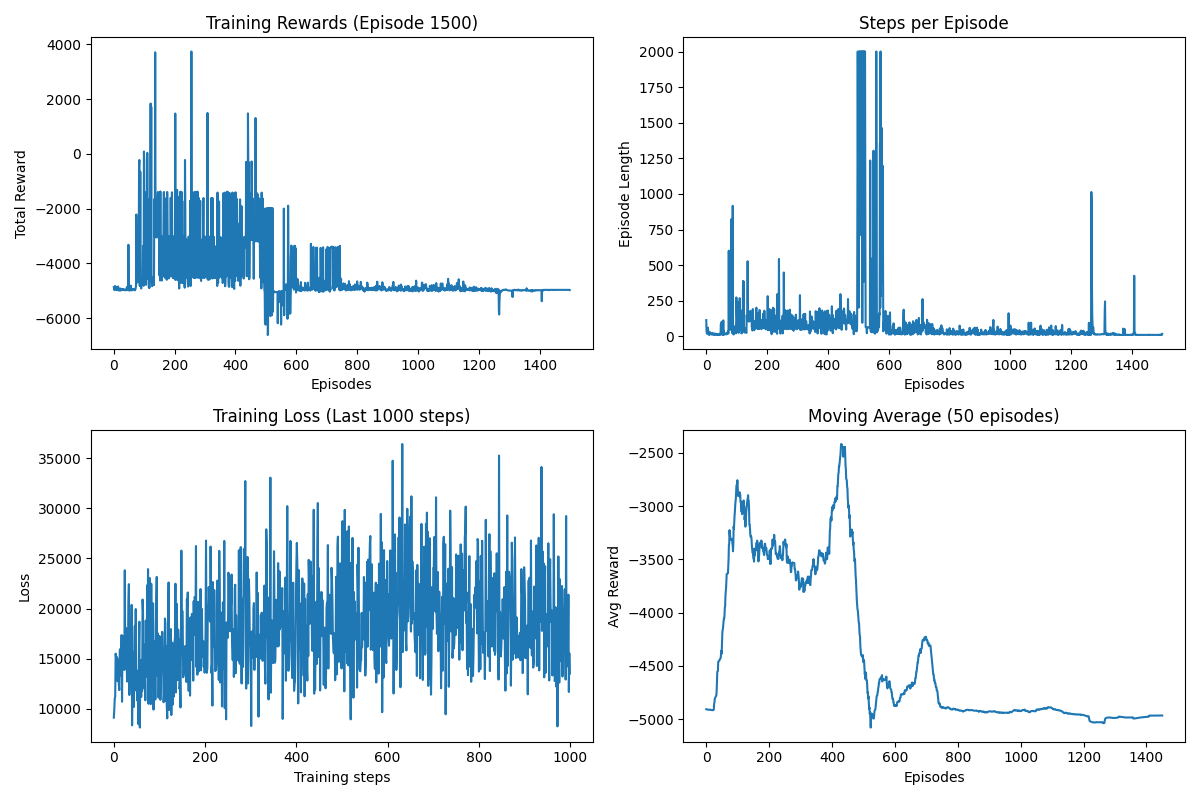 Training Rewards (Episode 1500)
Total Reward
4000
2000
0
−2000
−4000
−6000
0 200 400 600 800 1000 1200 1400
Episodes
Steps per Episode
Episode Length
2000
1750
1500
1250
1000
750
500
250
0
0 200 400 600 800 1000 1200 1400
Episodes
Training Loss (Last 1000 steps)
Loss
35000
30000
25000
20000
15000
10000
0 200 400 600 800 1000
Training steps
Moving Average (50 episodes)
Avg Reward
−2500
−3000
−3500
−4000
−4500
−5000
0 200 400 600 800 1000 1200 1400
Episodes